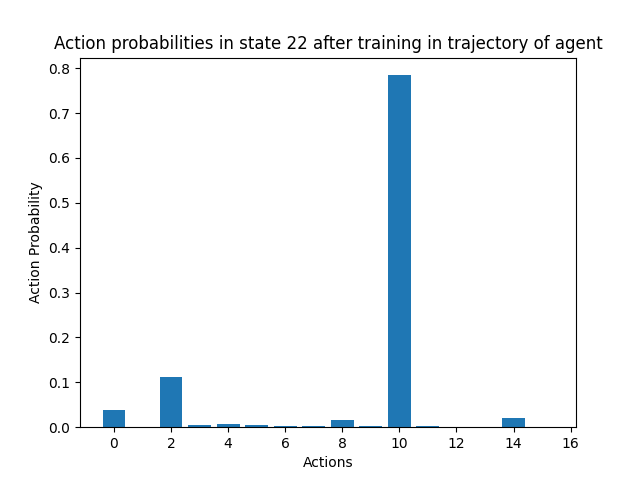 Action probabilities in state 22 after training in trajectory of agent
0.8
0.7
0.6
0.5
0.4
0.3
0.2
0.1
0.0
Action Probability
0 2 4 6 8 10 12 14 16
Actions